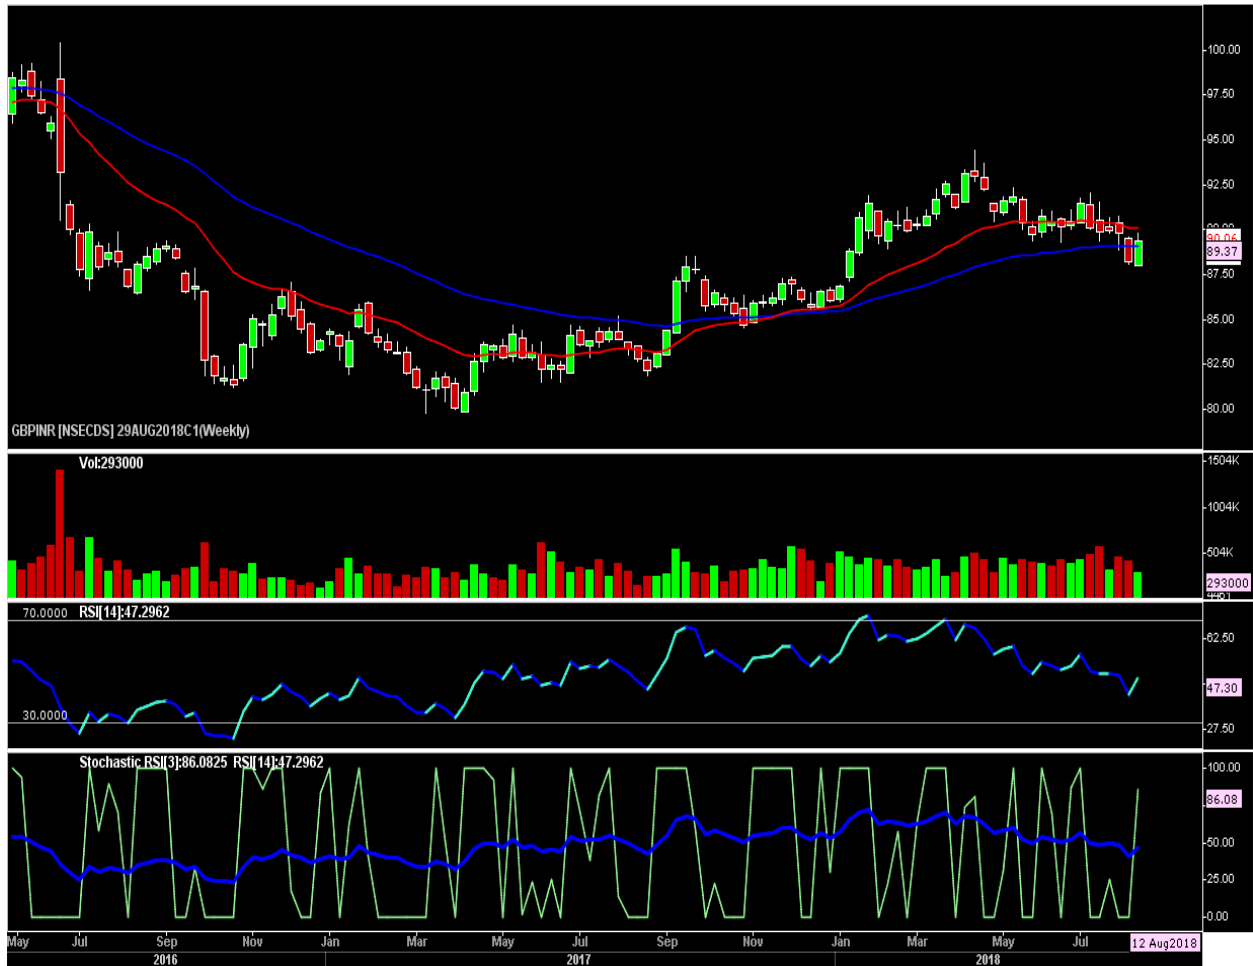 100.00
97.50
95.00
92.50
90.00
90.06
89.37
87.50
85.00
82.50
80.00
GBPINR [NSECDS] 29AUG2018C1(Weekly)
Vol:293000
1504K
1004K
504K
293000
70.0000 RSI[14]:47.2962
62.50
47.30
30.0000
27.50
Stochastic RSI[3]:86.0825 RSI[14]:47.2962
100.00
86.08
50.00
25.00
0.00
May Jul Sep Nov Jan Mar May Jul Sep Nov Jan Mar May Jul 12 Aug2018
2016 2017 2018